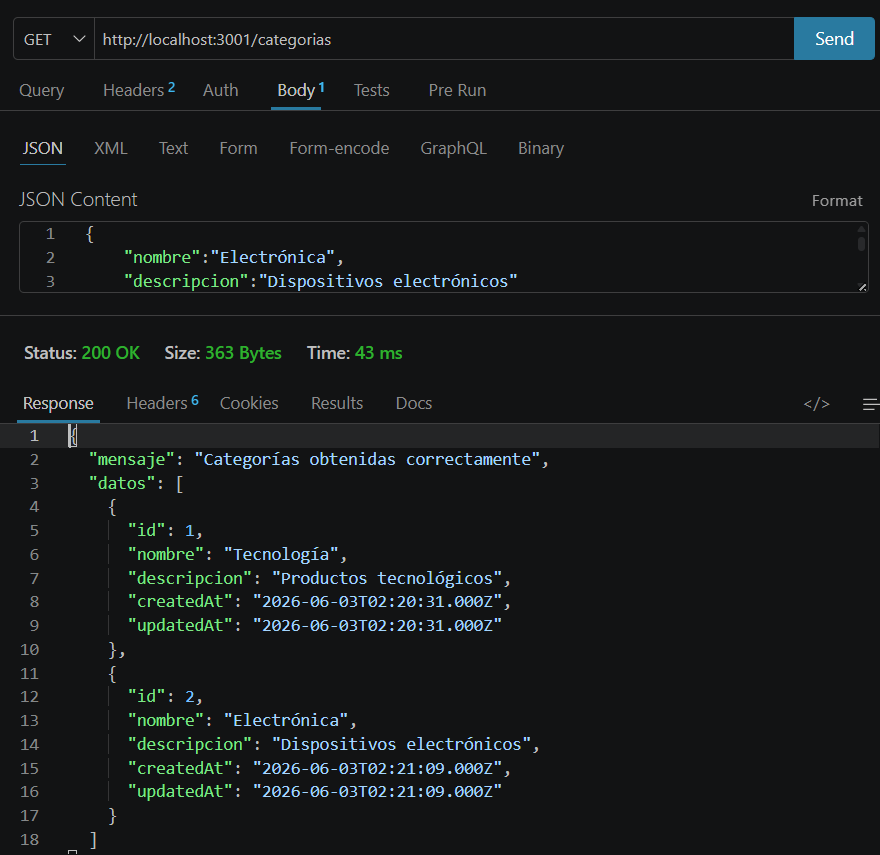 GET http://localhost:3001/categorias Send
Query Headers 2 Auth Body 1 Tests Pre Run
JSON XML Text Form Form-encode GraphQL Binary
JSON Content Format
1 {
2 "nombre":"Electrónica",
3 "descripcion":"Dispositivos electrónicos"
Status: 200 OK Size: 363 Bytes Time: 43 ms
Response Headers 6 Cookies Results Docs </>
1 {
2 "mensaje": "Categorías obtenidas correctamente",
3 "datos": [
4 {
5 "id": 1,
6 "nombre": "Tecnología",
7 "descripcion": "Productos tecnológicos",
8 "createdAt": "2026-06-03T02:20:31.000Z",
9 "updatedAt": "2026-06-03T02:20:31.000Z"
10 },
11 {
12 "id": 2,
13 "nombre": "Electrónica",
14 "descripcion": "Dispositivos electrónicos",
15 "createdAt": "2026-06-03T02:21:09.000Z",
16 "updatedAt": "2026-06-03T02:21:09.000Z"
17 }
18 ]